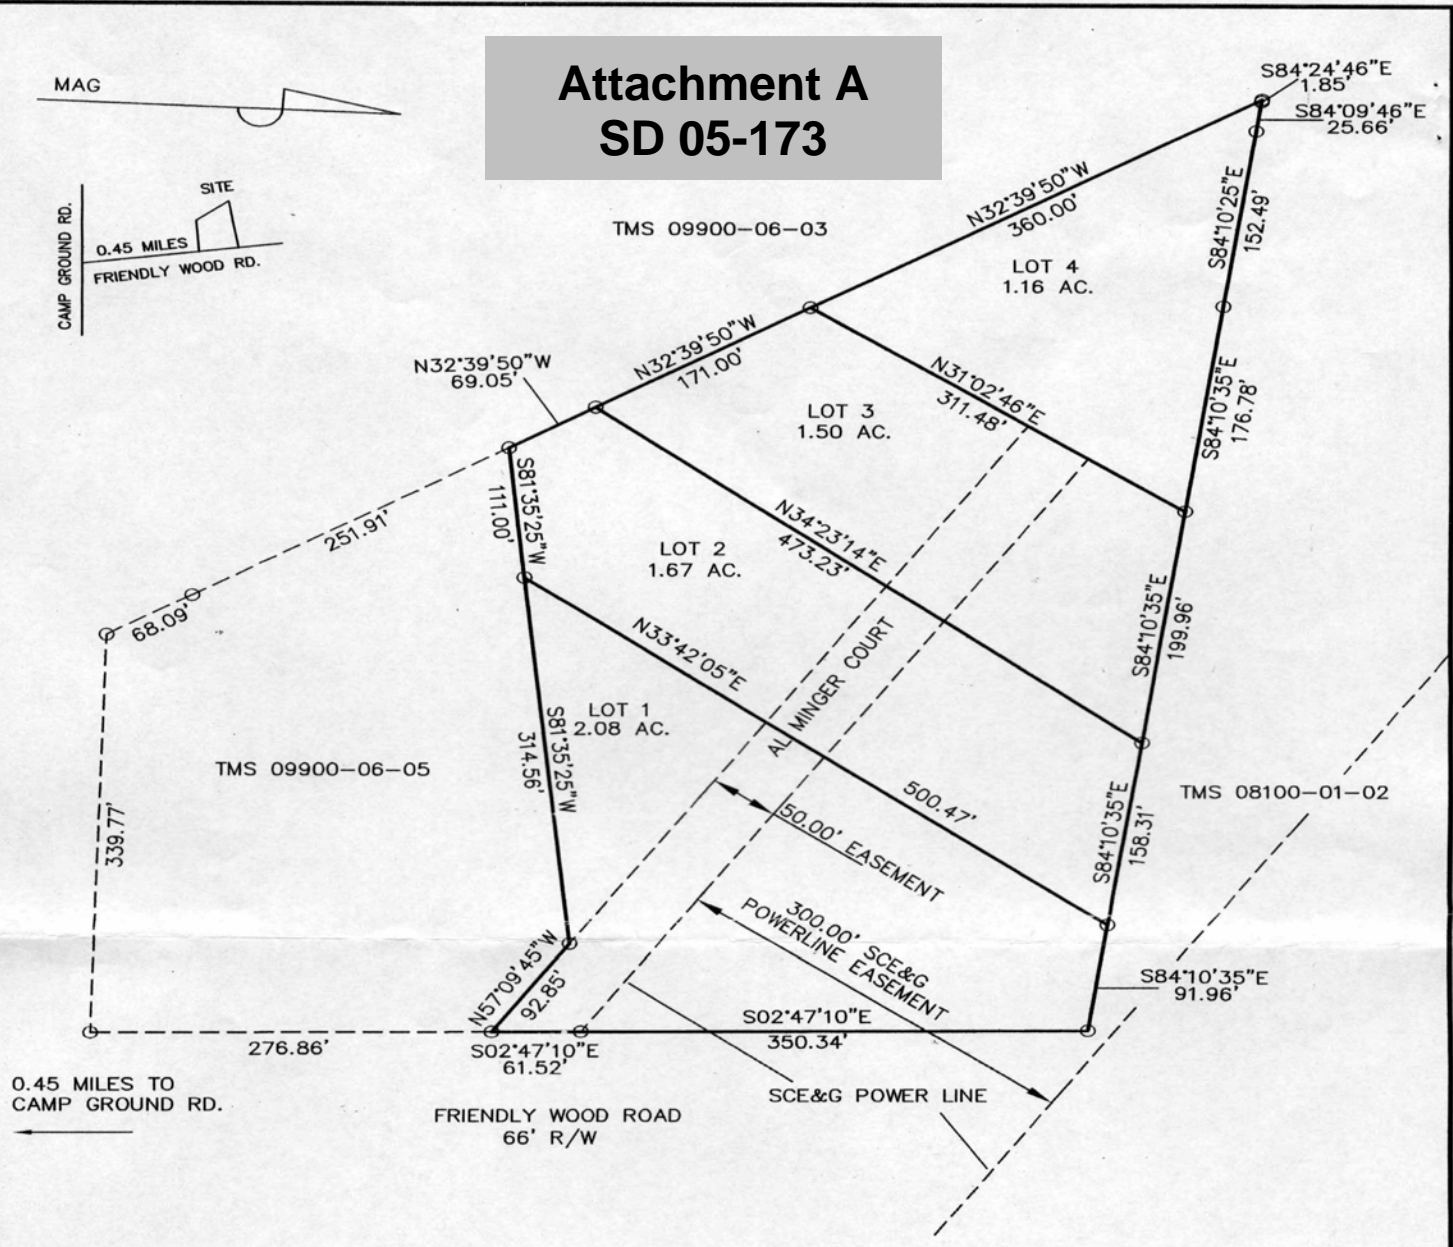 MAG
Attachment A
SD 05-173
S84°24'46"E
1.85'
S84°09'46"E
25.66'
SITE
CAMP GROUND RD.
0.45 MILES
FRIENDLY WOOD RD.
TMS 09900-06-03
N32°39'50"W
360.00'
S84°10'25"E
152.49'
LOT 4
1.16 AC.
N32°39'50"W
69.05'
N32°39'50"W
171.00'
N31°02'46"E
311.48'
S84°10'35"E
176.78'
LOT 3
1.50 AC.
S81°35'25"W
111.00'
251.91'
68.09'
LOT 2
1.67 AC.
N34°23'14"E
473.23'
S84°10'35"E
199.96'
N33°42'05"E
500.47'
AL MINGER COURT
LOT 1
2.08 AC.
S81°35'25"W
314.56'
TMS 09900-06-05
339.77'
TMS 08100-01-02
S84°10'35"E
158.31'
50.00' EASEMENT
300.00' SCE&G
POWERLINE EASEMENT
S84°10'35"E
91.96'
N57°09'45"W
92.85'
S02°47'10"E
350.34'
276.86'
S02°47'10"E
61.52'
0.45 MILES TO
CAMP GROUND RD.
SCE&G POWER LINE
FRIENDLY WOOD ROAD
66' R/W